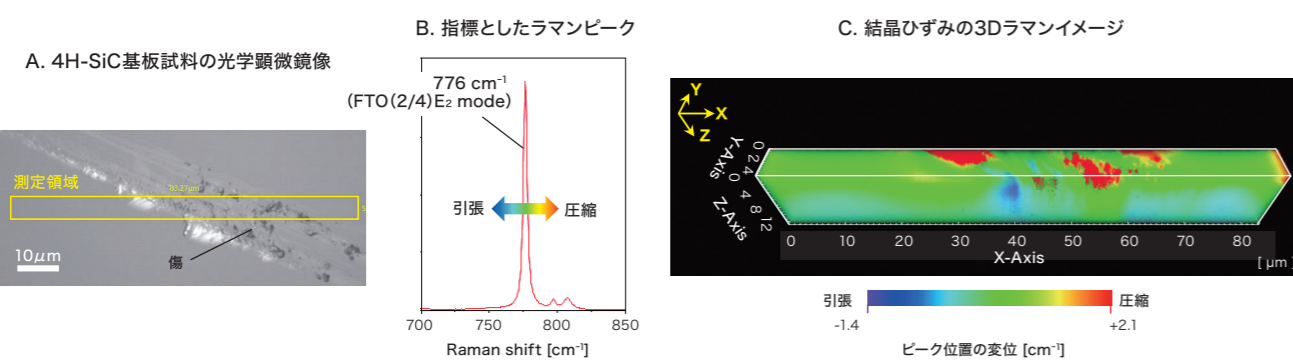 A. 4H-SiC基板試料の光学顕微鏡像
測定領域
83.27μm
10μm
傷
B. 指標としたラマンピーク
776 cm⁻¹
(FTO(2/4)E₂ mode)
引張
圧縮
700 750 800 850
Raman shift [cm⁻¹]
C. 結晶ひずみの3Dラマンイメージ
Y
X
Z
Y-Axis
0 2 4
Z-Axis
0 4 8 12
0 10 20 30 40 50 60 70 80
X-Axis
[ μm ]
引張
圧縮
-1.4
+2.1
ピーク位置の変位 [cm⁻¹]